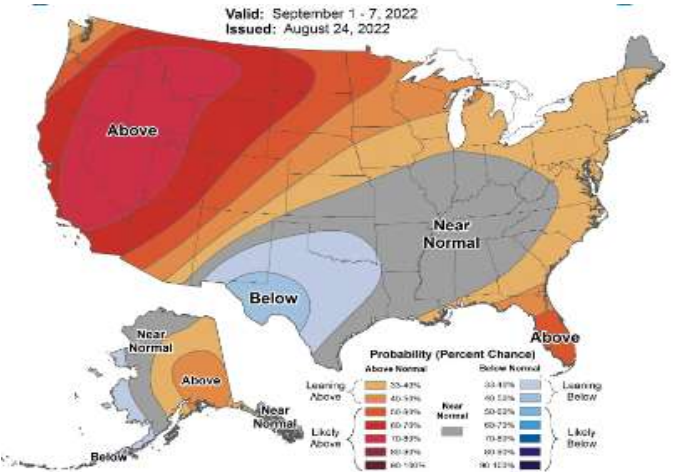 Valid: September 1 - 7, 2022
Issued: August 24, 2022
Above
Near
Normal
Below
Above
Near
Normal
Above
Near
Normal
Below
Probability (Percent Chance)
Above Normal
Below Normal
Leaning
Above
33-40%
40-50%
33-40%
40-50%
Leaning
Below
Likely
Above
50-60%
60-70%
70-80%
80-90%
90-100%
Near
Normal
50-60%
60-70%
70-80%
80-90%
90-100%
Likely
Below